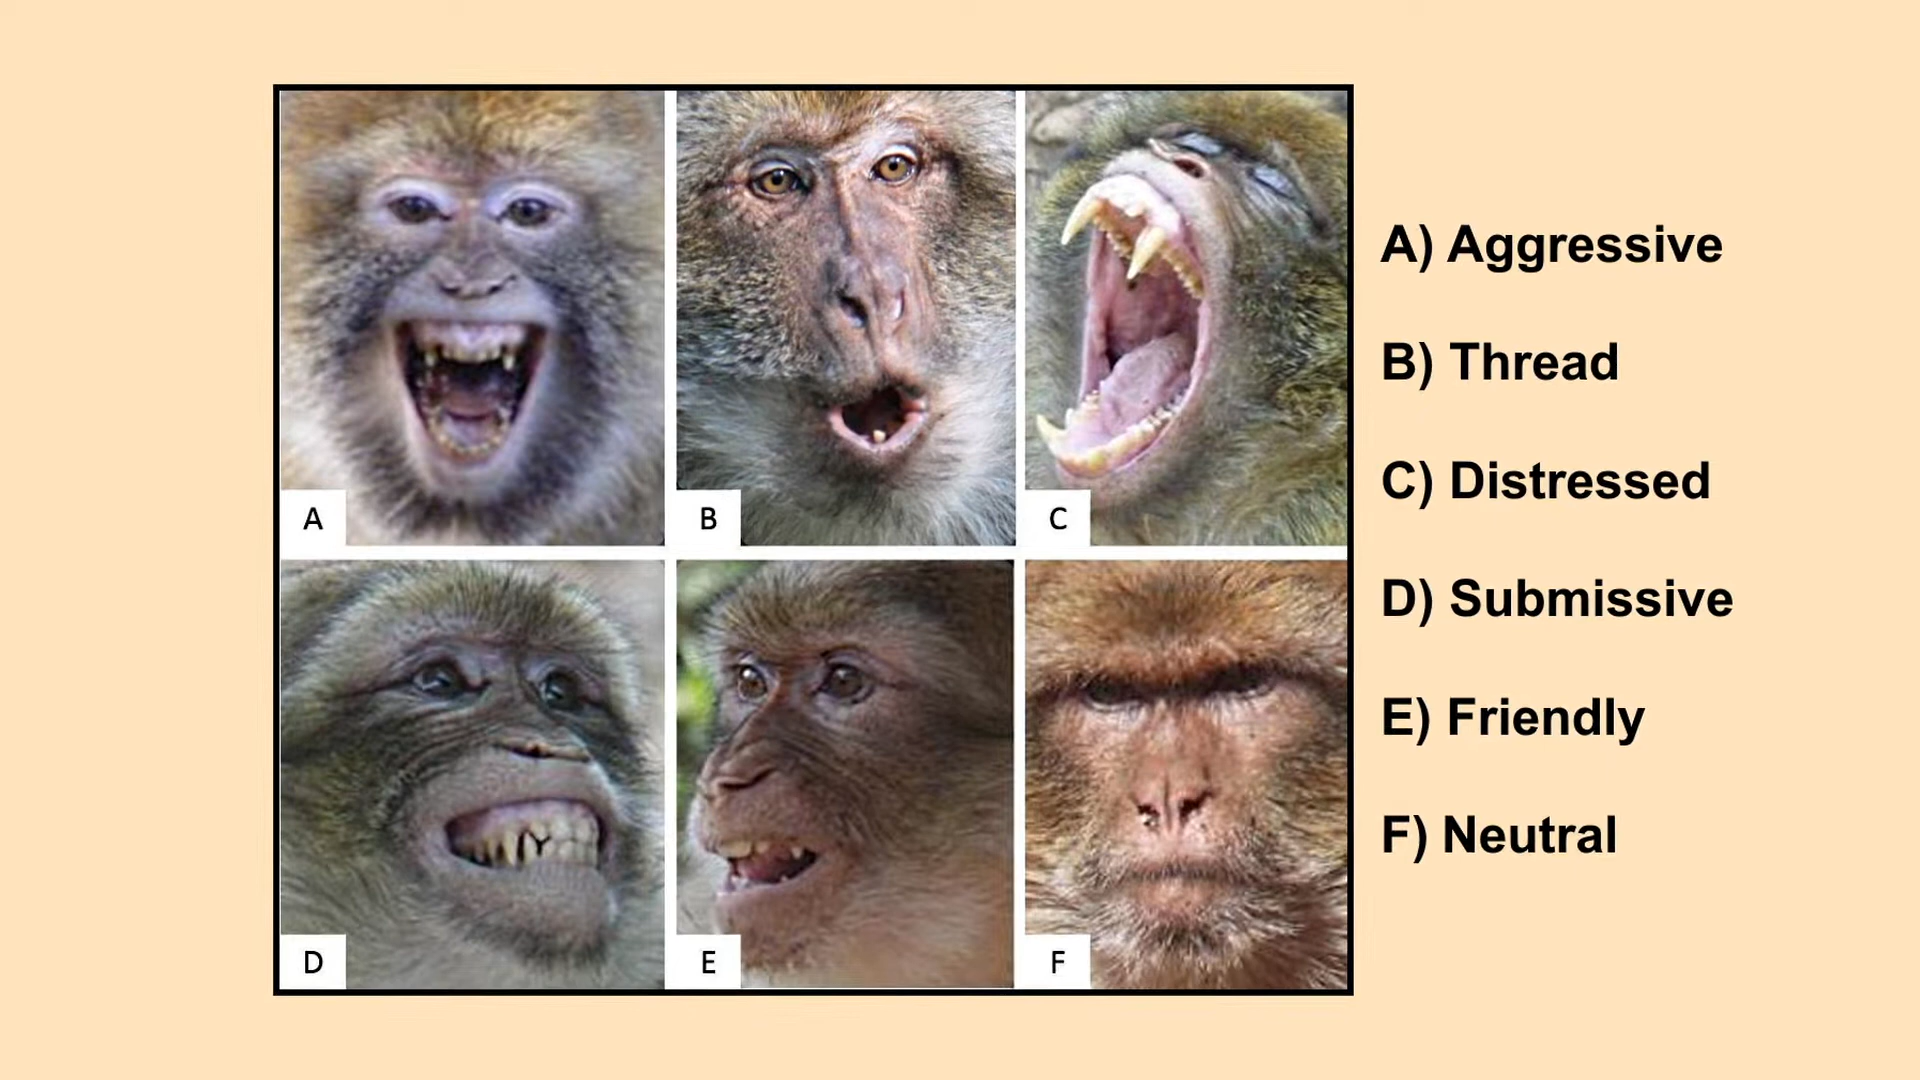 A
B
C
D
E
F
A) Aggressive
B) Thread
C) Distressed
D) Submissive
E) Friendly
F) Neutral